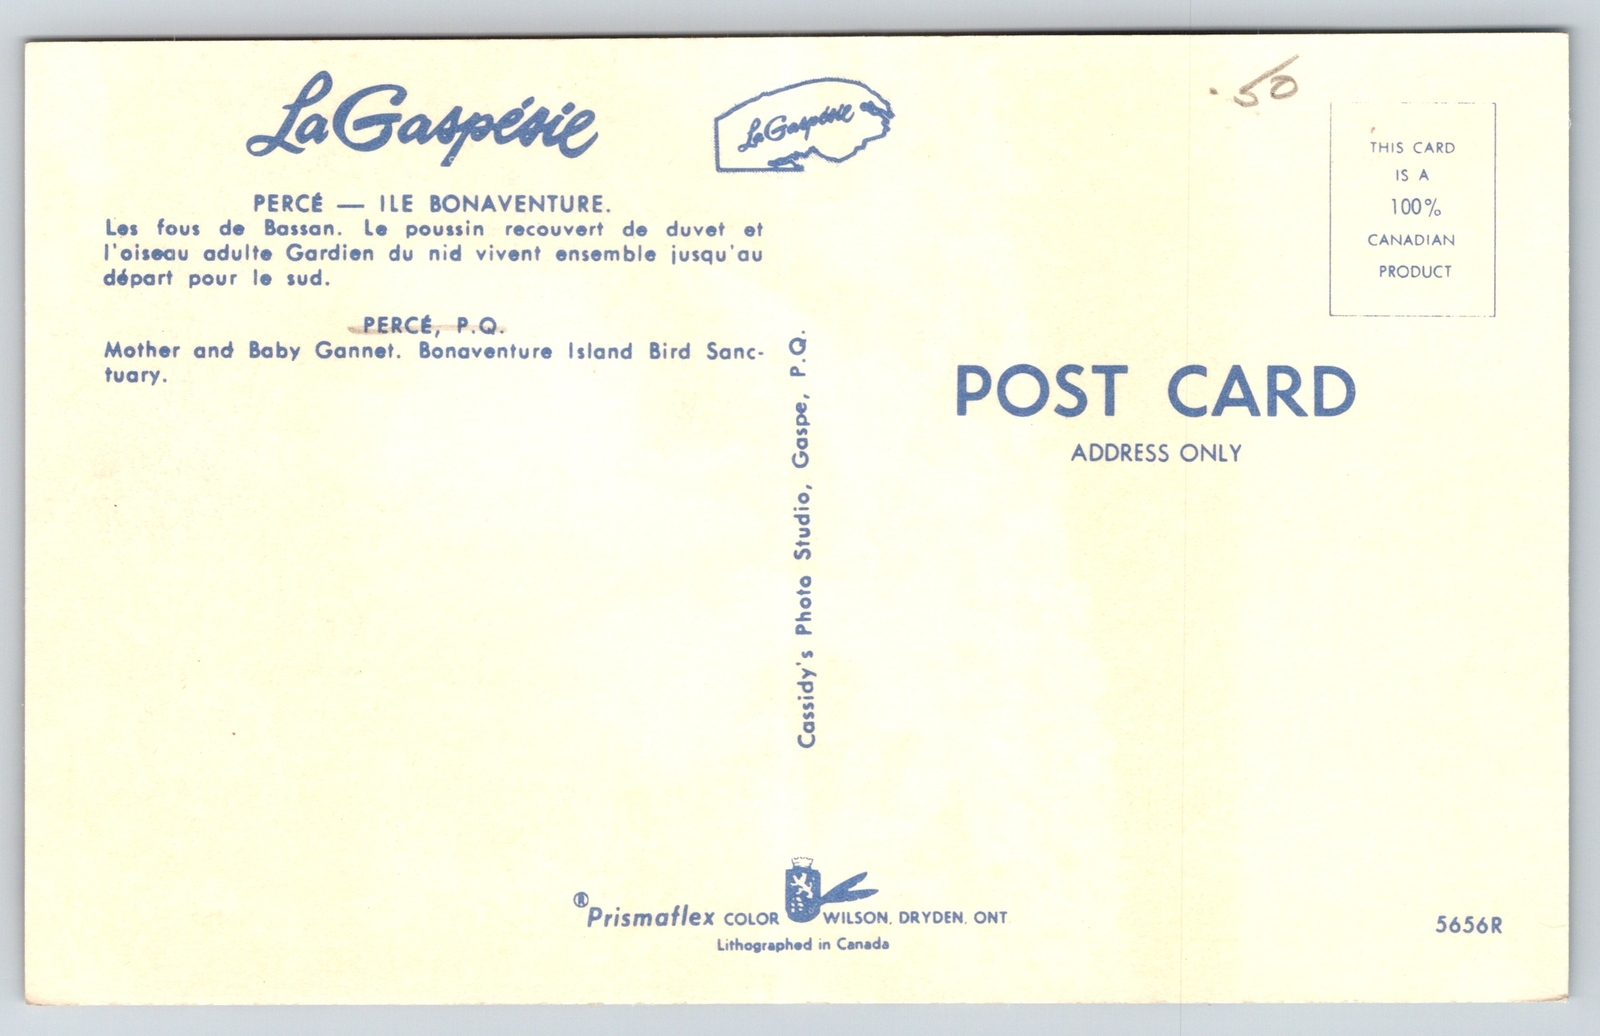 La Gaspésie
La Gaspésie
.50
PERCÉ — ILE BONAVENTURE.
Les fous de Bassan. Le poussin recouvert de duvet et
l'oiseau adulte Gardien du nid vivent ensemble jusqu'au
départ pour le sud.
PERCÉ, P.Q.
Mother and Baby Gannet. Bonaventure Island Bird Sanc-
tuary.
Cassidy's Photo Studio, Gaspe, P.Q.
THIS CARD
IS A
100%
CANADIAN
PRODUCT
POST CARD
ADDRESS ONLY
®Prismaflex COLOR WILSON, DRYDEN, ONT
Lithographed in Canada
5656R